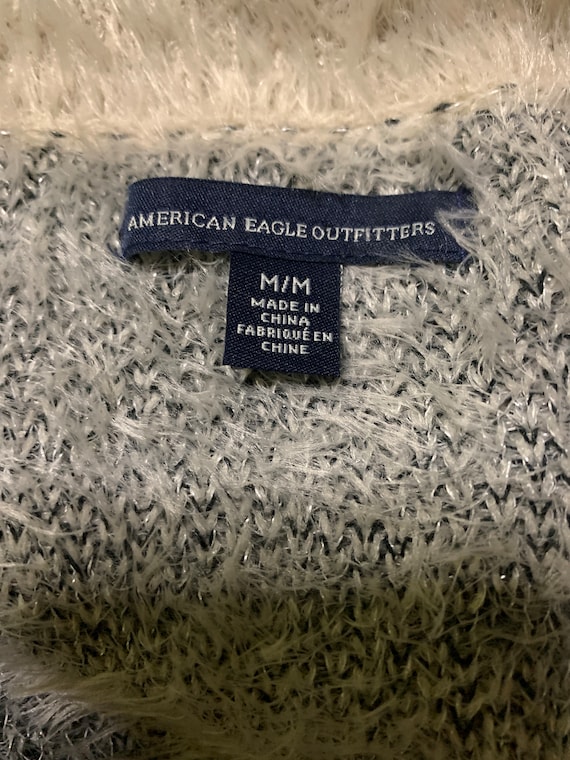 AMERICAN EAGLE OUTFITTERS
M/M
MADE IN
CHINA
FABRIQUÉ EN
CHINE